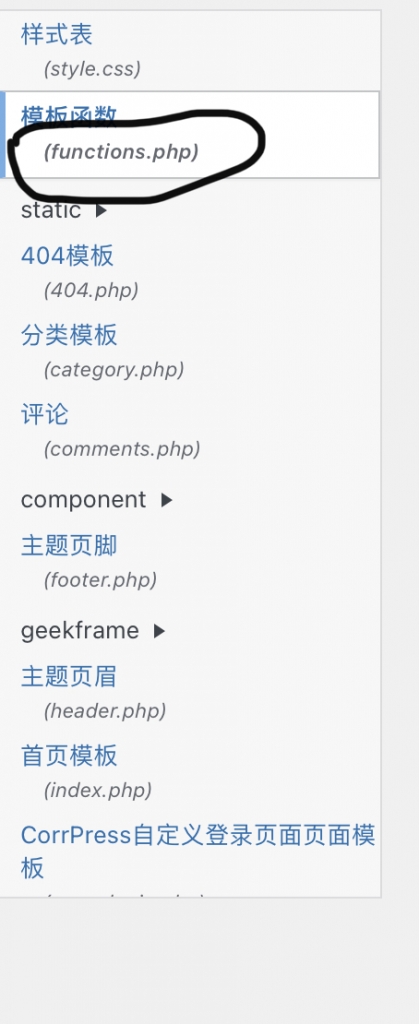 样式表
(style.css)
模板函数
(functions.php)
static
404模板
(404.php)
分类模板
(category.php)
评论
(comments.php)
component
主题页脚
(footer.php)
geekframe
主题页眉
(header.php)
首页模板
(index.php)
CorrPress自定义登录页面页面模
板